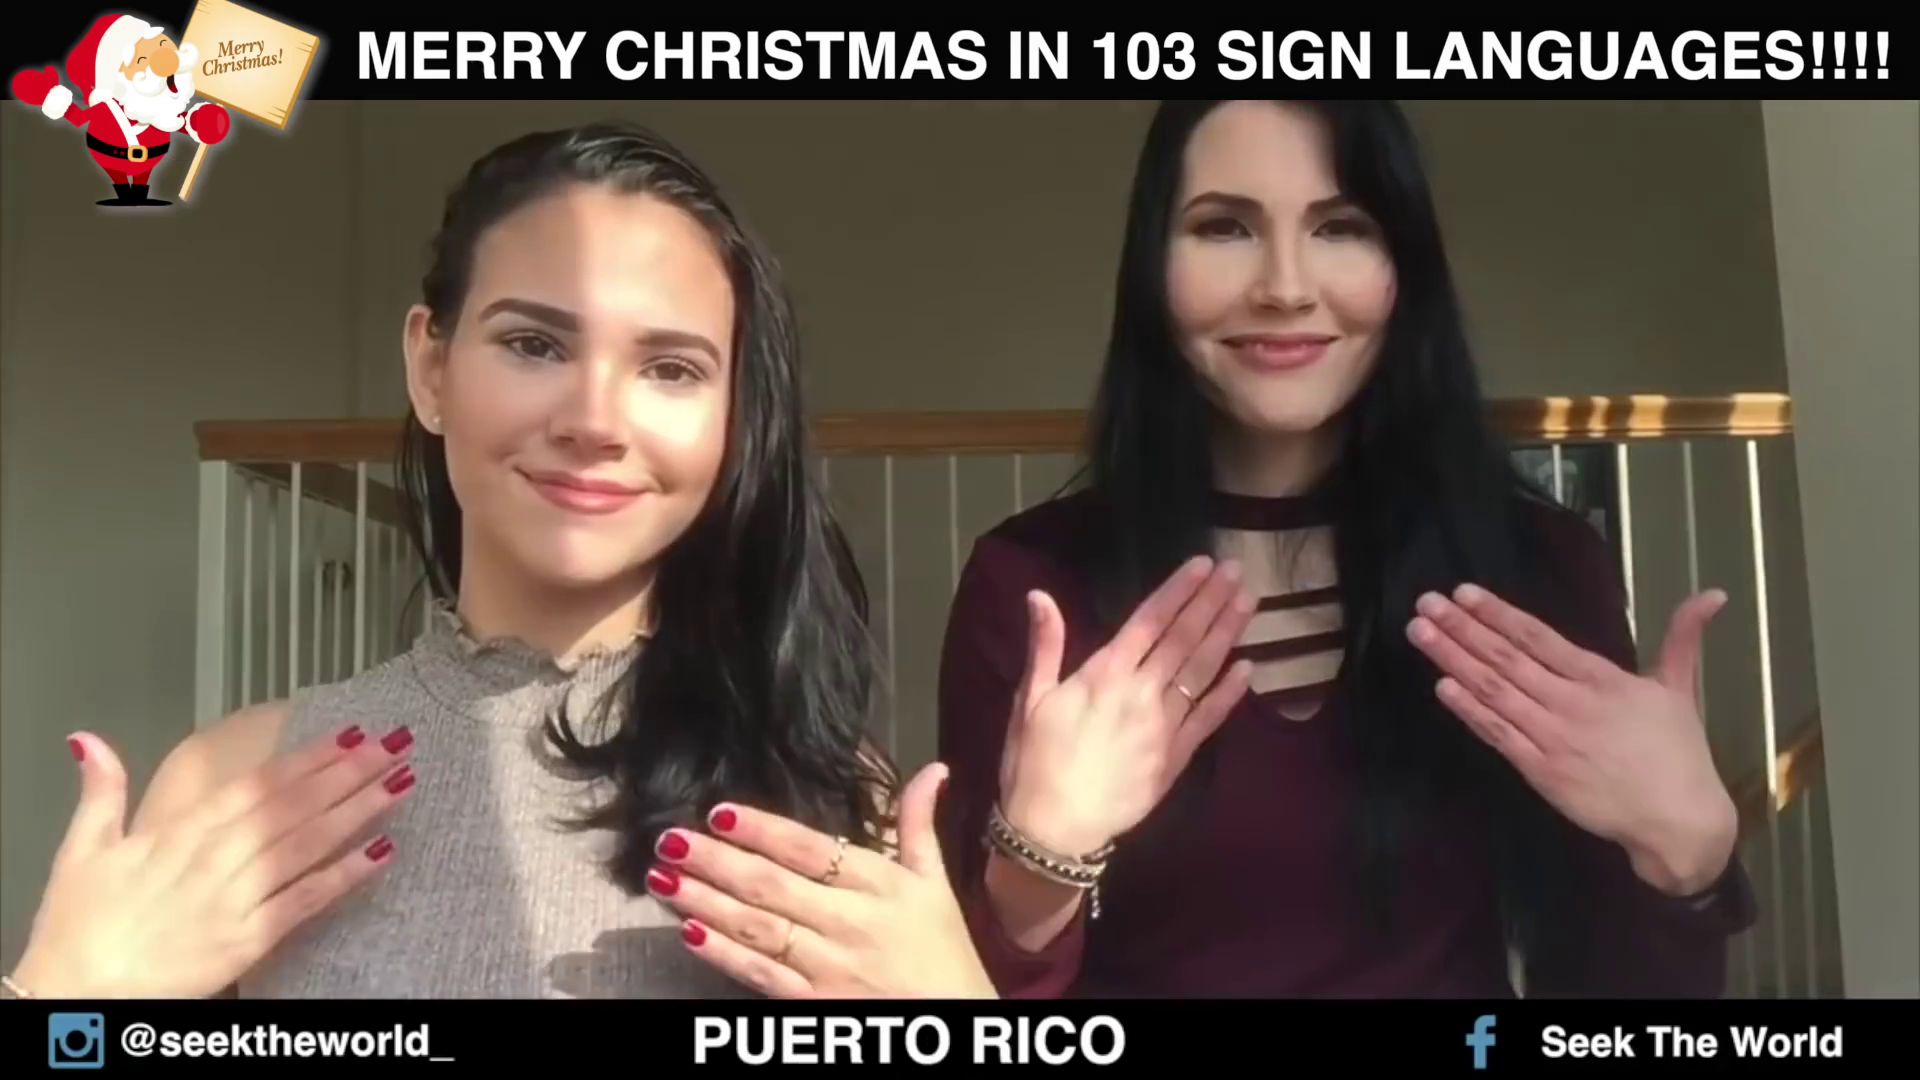 Merry
Christmas!
MERRY CHRISTMAS IN 103 SIGN LANGUAGES!!!!
@seektheworld_
PUERTO RICO
Seek The World